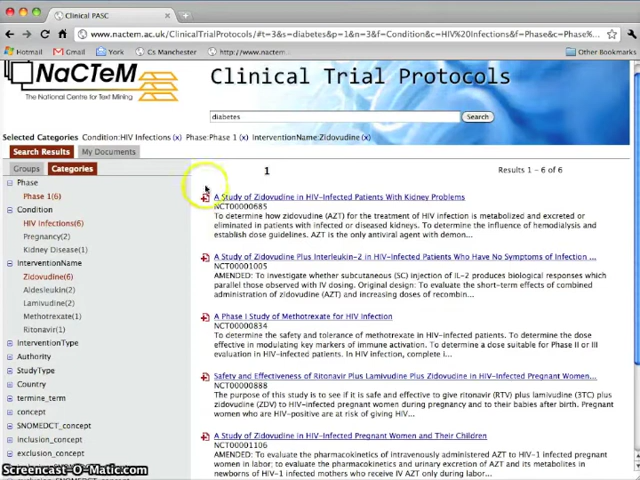 Clinical PASC
www.nactem.ac.uk/ClinicalTrialProtocols/#t=3&s=diabetes&p=1&n=3&f=Condition&c=HIV%20Infections&f=Phase&c=Phase%...
Hotmail Gmail York Cs Manchester http://www.nactem... Other Bookmarks
NaCTeM
The National Centre for Text Mining
Clinical Trial Protocols
diabetes Search
Selected Categories Condition:HIV Infections (x) Phase:Phase 1 (x) InterventionName:Zidovudine (x)
Search Results My Documents
Groups Categories
1 Results 1 - 6 of 6
Phase
Phase 1(6)
Condition
HIV Infections(6)
Pregnancy(2)
Kidney Disease(1)
InterventionName
Zidovudine(6)
Aldesleukin(2)
Lamivudine(2)
Methotrexate(1)
Ritonavir(1)
InterventionType
Authority
StudyType
Country
termine_term
concept
SNOMEDCT_concept
inclusion_concept
exclusion_concept
A Study of Zidovudine in HIV-Infected Patients With Kidney Problems
NCT00000685
To determine how zidovudine (AZT) for the treatment of HIV infection is metabolized and excreted or
eliminated in patients with infected or diseased kidneys. To determine the influence of hemodialysis and
establish dose guidelines. AZT is the only antiviral agent with demon...
A Study of Zidovudine Plus Interleukin-2 in HIV-Infected Patients Who Have No Symptoms of Infection ...
NCT00001005
AMENDED: To investigate whether subcutaneous (SC) injection of IL-2 produces biological responses which
parallel those observed with IV dosing. Original design: To evaluate the short-term effects of combined
administration of zidovudine (AZT) and increasing doses of recombin...
A Phase I Study of Methotrexate for HIV Infection
NCT00000834
To determine the safety and tolerance of methotrexate in HIV-infected patients. To determine the dose
effective in modulating key markers of immune activation. To determine a dose suitable for Phase II or III
evaluation in HIV-infected patients. In HIV infection, complete i...
Safety and Effectiveness of Ritonavir Plus Lamivudine Plus Zidovudine in HIV-Infected Pregnant Women...
NCT00000888
The purpose of this study is to see if it is safe and effective to give ritonavir (RTV) plus lamivudine (3TC) plus
zidovudine (ZDV) to HIV-positive pregnant women during pregnancy and to their babies after birth. Pregnant
women who are HIV-positive are at risk of giving HIV...
A Study of Zidovudine in HIV-Infected Pregnant Women and Their Children
NCT00001106
AMENDED: To evaluate the pharmacokinetics of intravenously administered AZT to HIV-infected pregnant
women in labor; to evaluate the pharmacokinetics and urinary excretion of AZT and its metabolites in
newborns of HIV infected mothers who receive IV AZT only during labor. To
Screencast-O-Matic.com